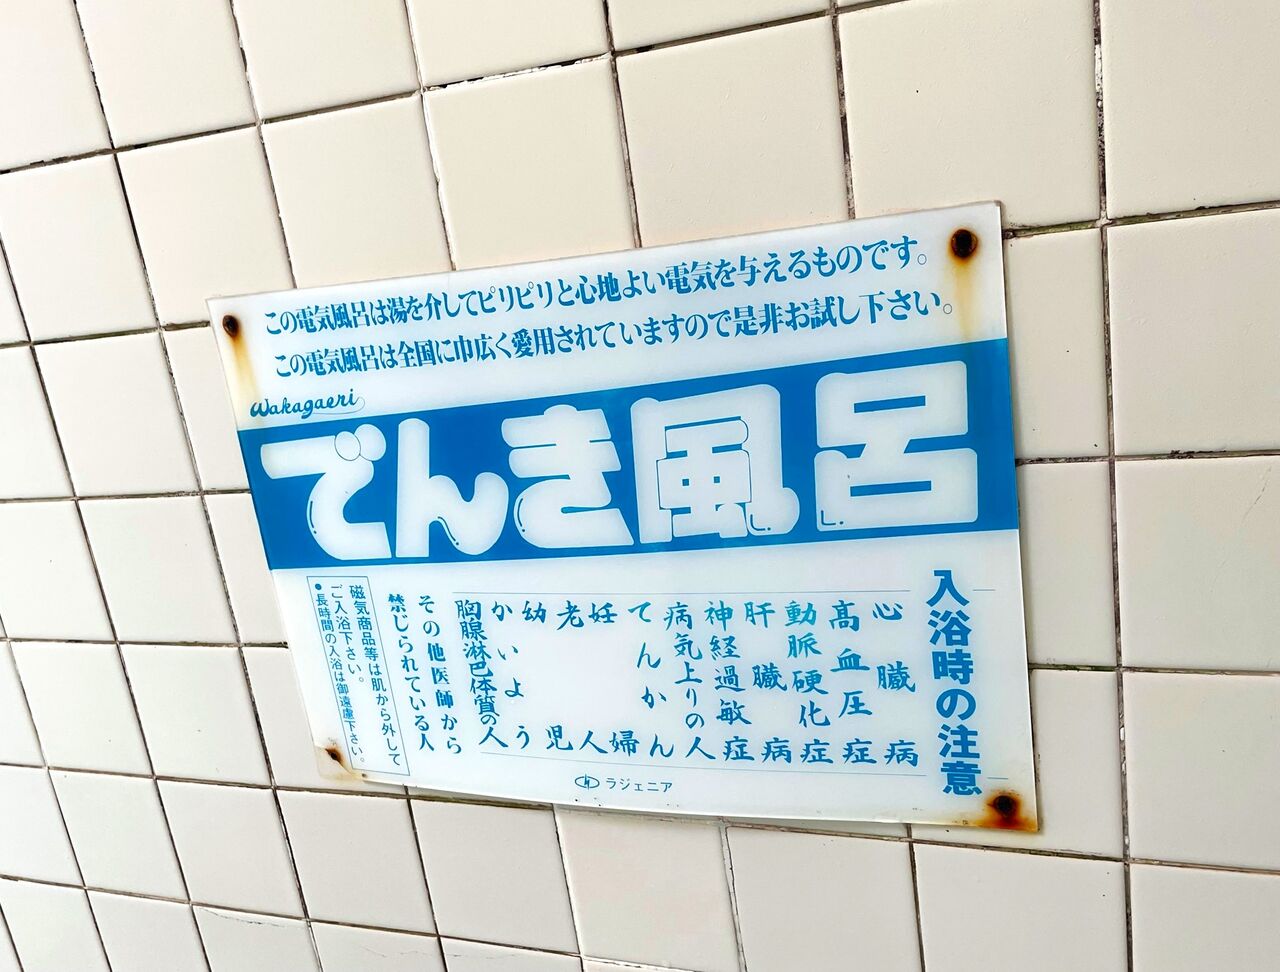 この電気風呂は湯を介してピリピリと心地よい電気を与えるものです。
この電気風呂は全国に巾広く愛用されていますので是非お試し下さい。
Wakagaeri
でんき風呂
入浴時の注意
心臓病
高血圧症
動脈硬化症
肝臓病
神経過敏症
病気上りの人
てんかん
妊婦
老人
幼児
かいよう
胸腺淋巴体質の人
その他医師から
禁じられている人
磁気商品等は肌から外して
ご入浴下さい。
●長時間の入浴は御遠慮下さい。
ラジェニア